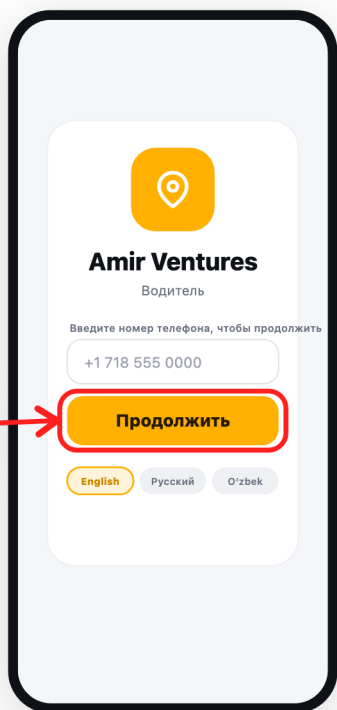 Amir Ventures
Водитель
Введите номер телефона, чтобы продолжить
+1 718 555 0000
Продолжить
English Русский O‘zbek